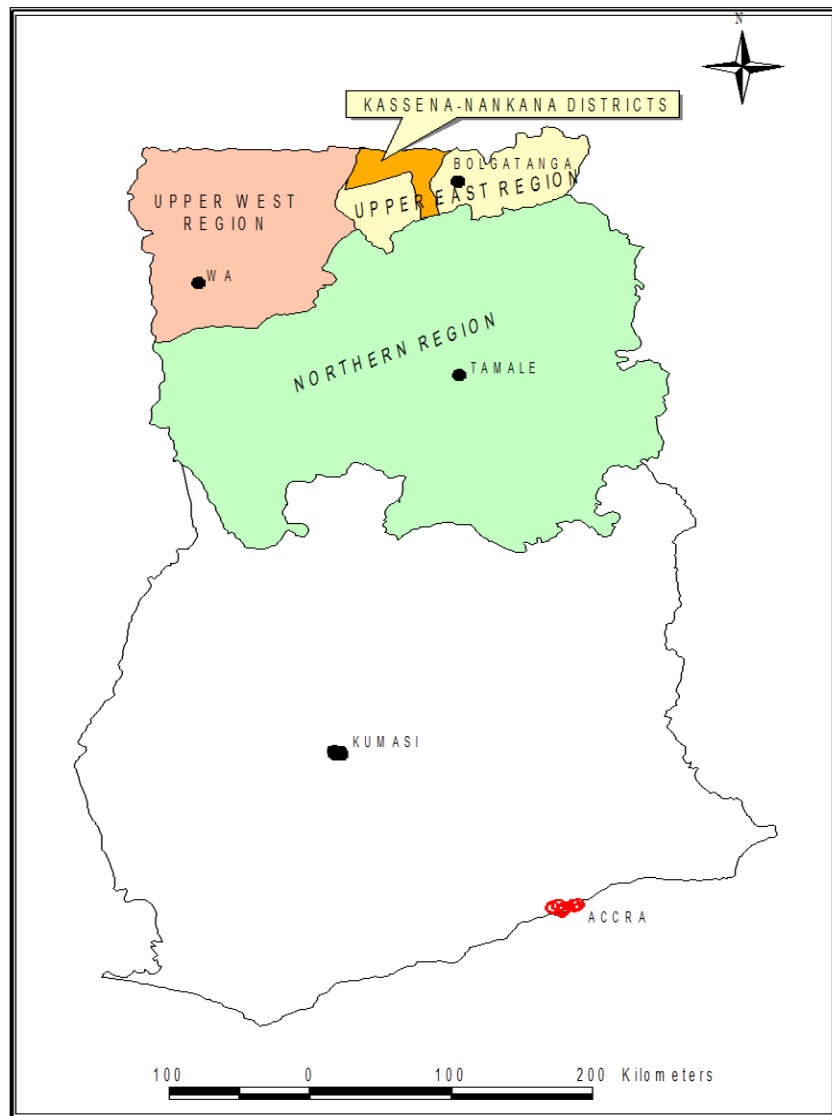 N
KASSENA-NANKANA DISTRICTS
BOLGATANGA
UPPER EAST REGION
UPPER WEST
REGION
WA
NORTHERN REGION
TAMALE
KUMASI
ACCRA
100 0 100 200 Kilometers